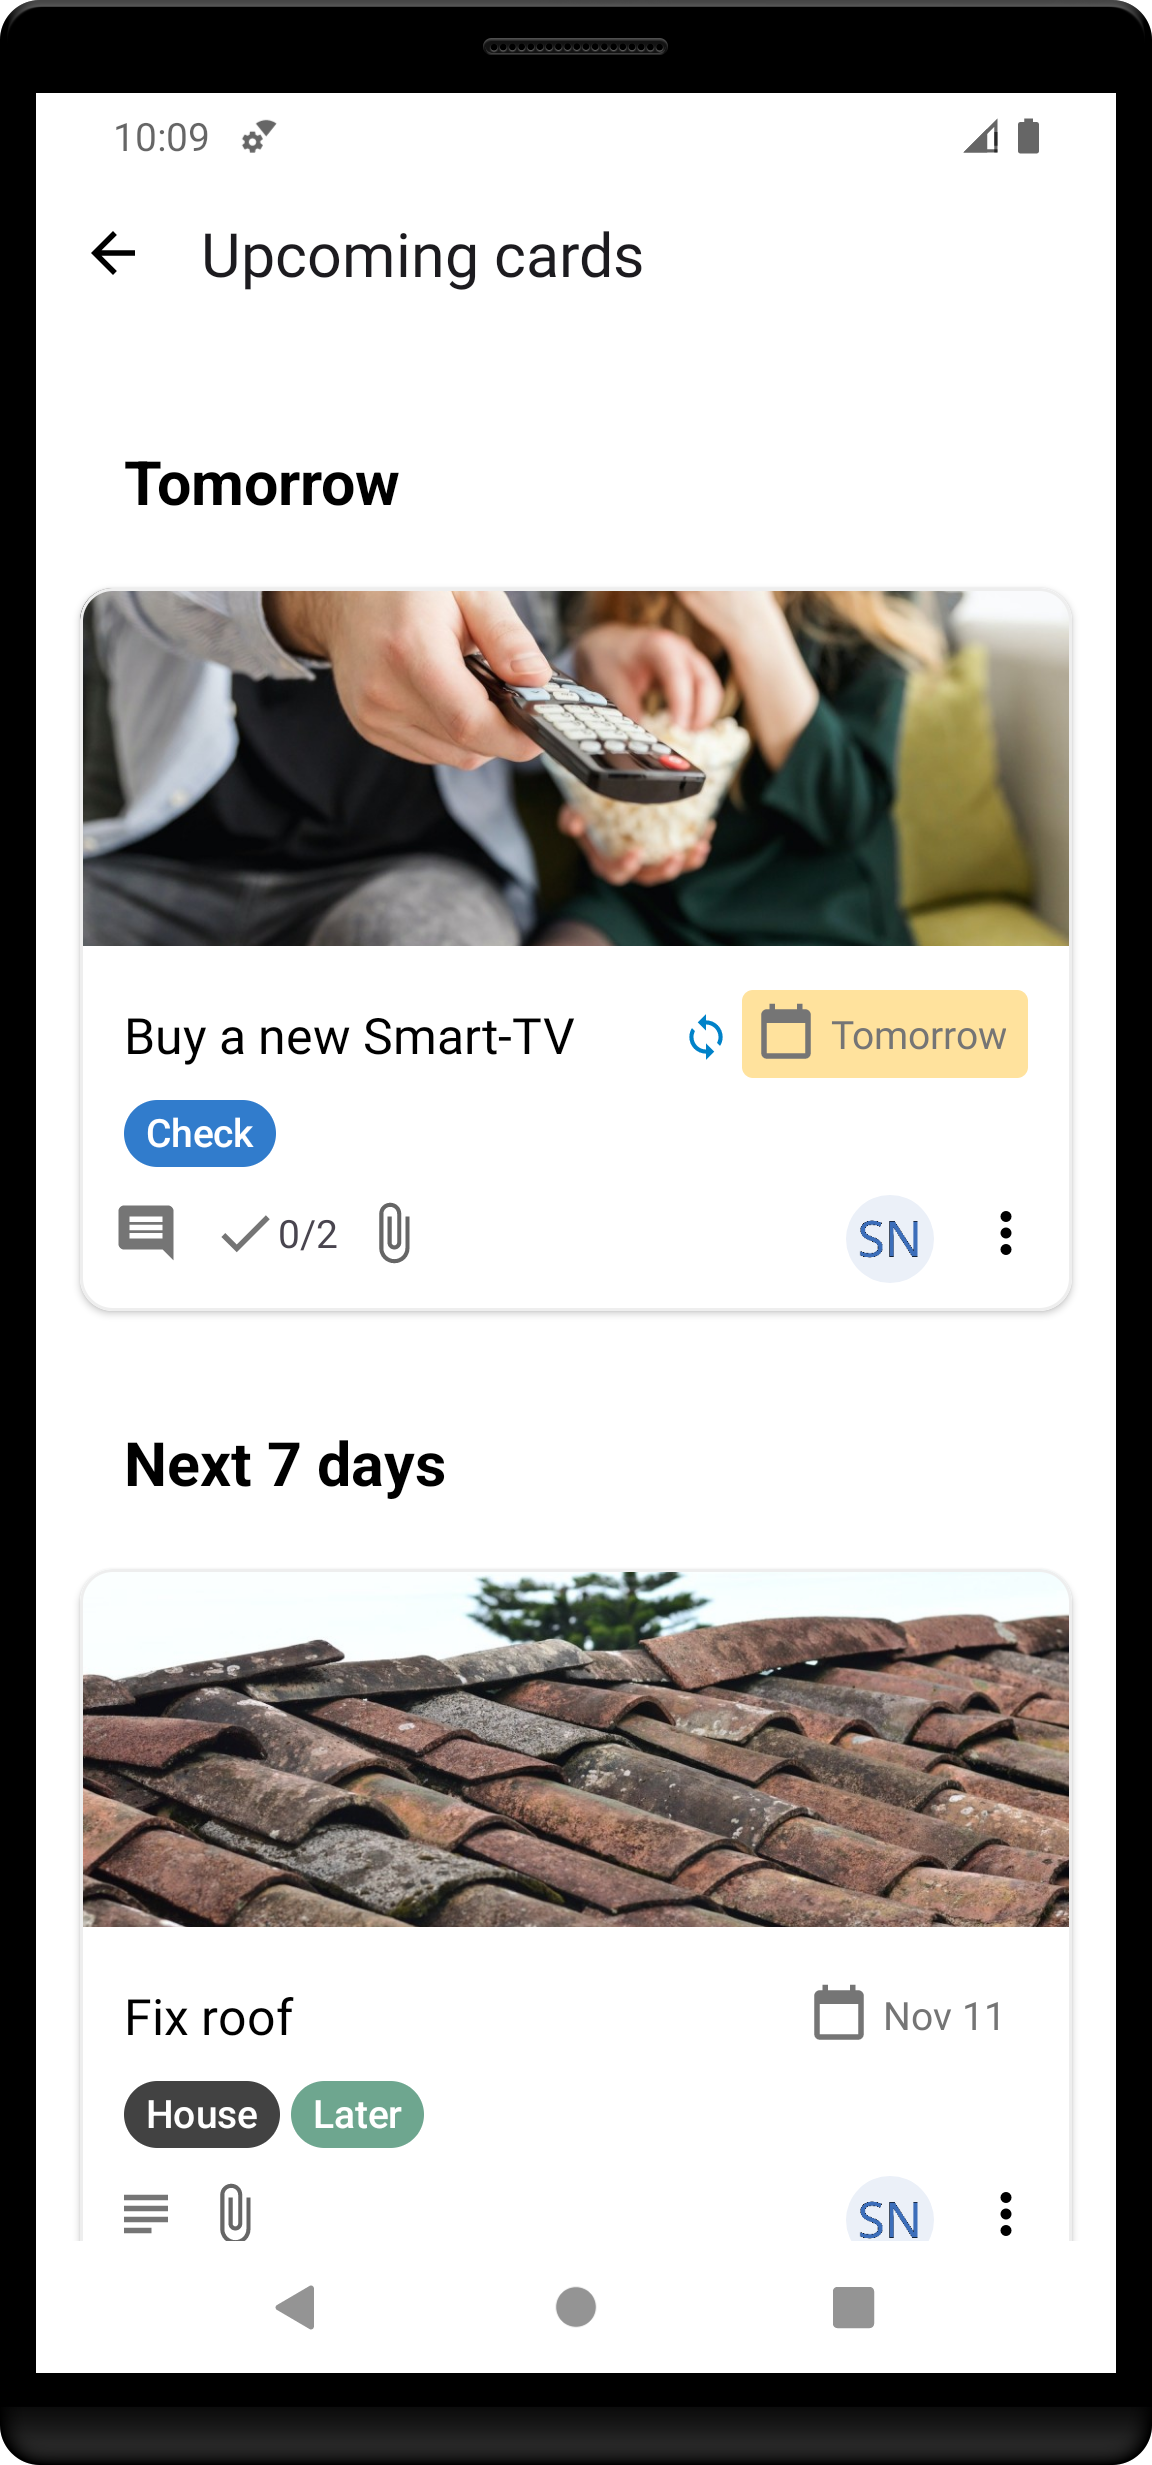 10:09
Upcoming cards
Tomorrow
Buy a new Smart-TV
Tomorrow
Check
0/2
SN
Next 7 days
Fix roof
Nov 11
House
Later
SN